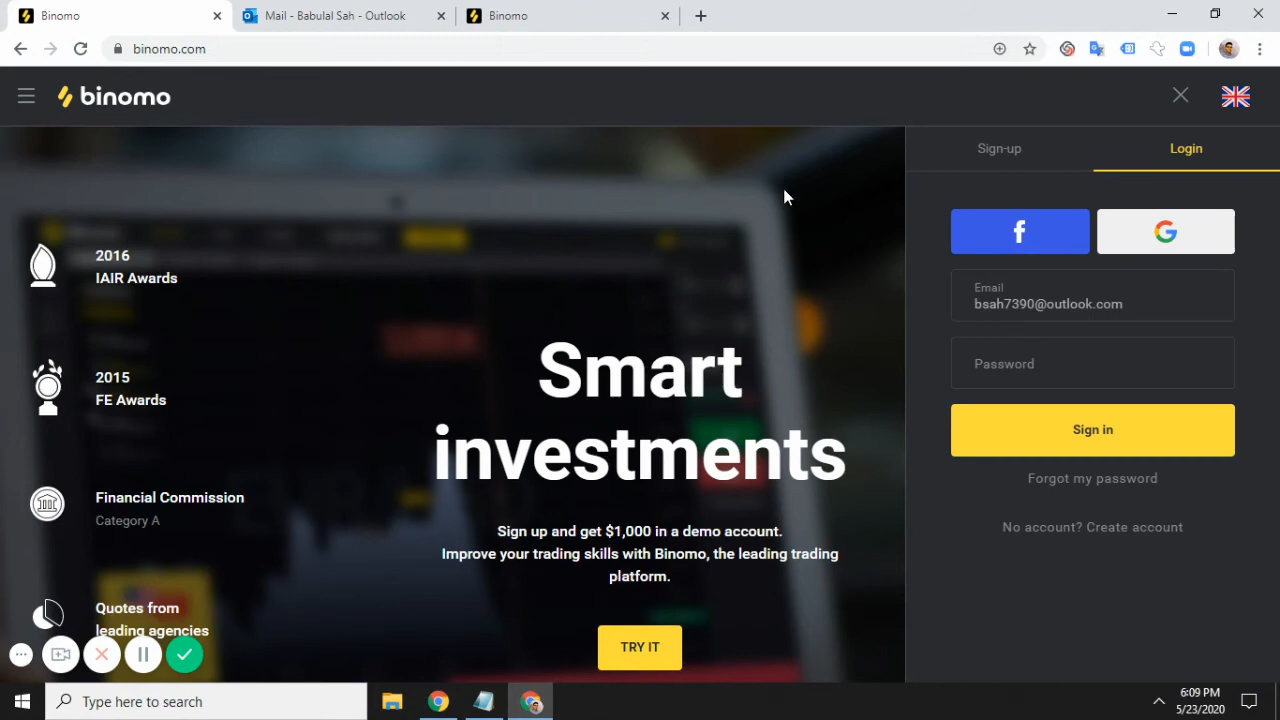 Binomo
Mail - Babulal Sah - Outlook
Binomo
binomo.com
binomo
Sign-up
Login
2016
IAIR Awards
2015
FE Awards
Financial Commission
Category A
Quotes from
leading agencies
Smart
investments
Sign up and get $1,000 in a demo account.
Improve your trading skills with Binomo, the leading trading
platform.
TRY IT
Email
bsah7390@outlook.com
Password
Sign in
Forgot my password
No account? Create account
Type here to search
6:09 PM
5/23/2020